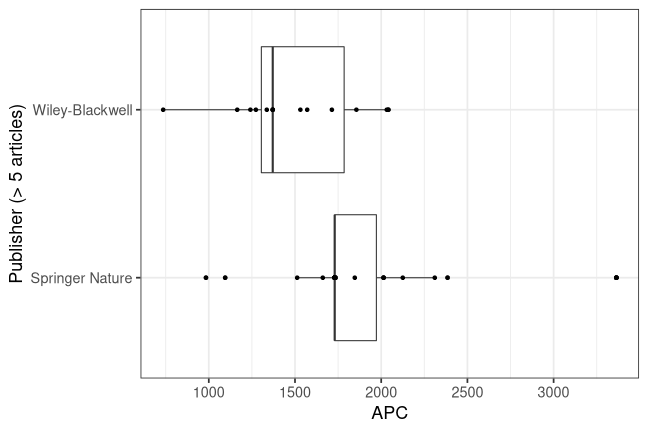 Publisher (> 5 articles)
Wiley-Blackwell
Springer Nature
1000 1500 2000 2500 3000
APC